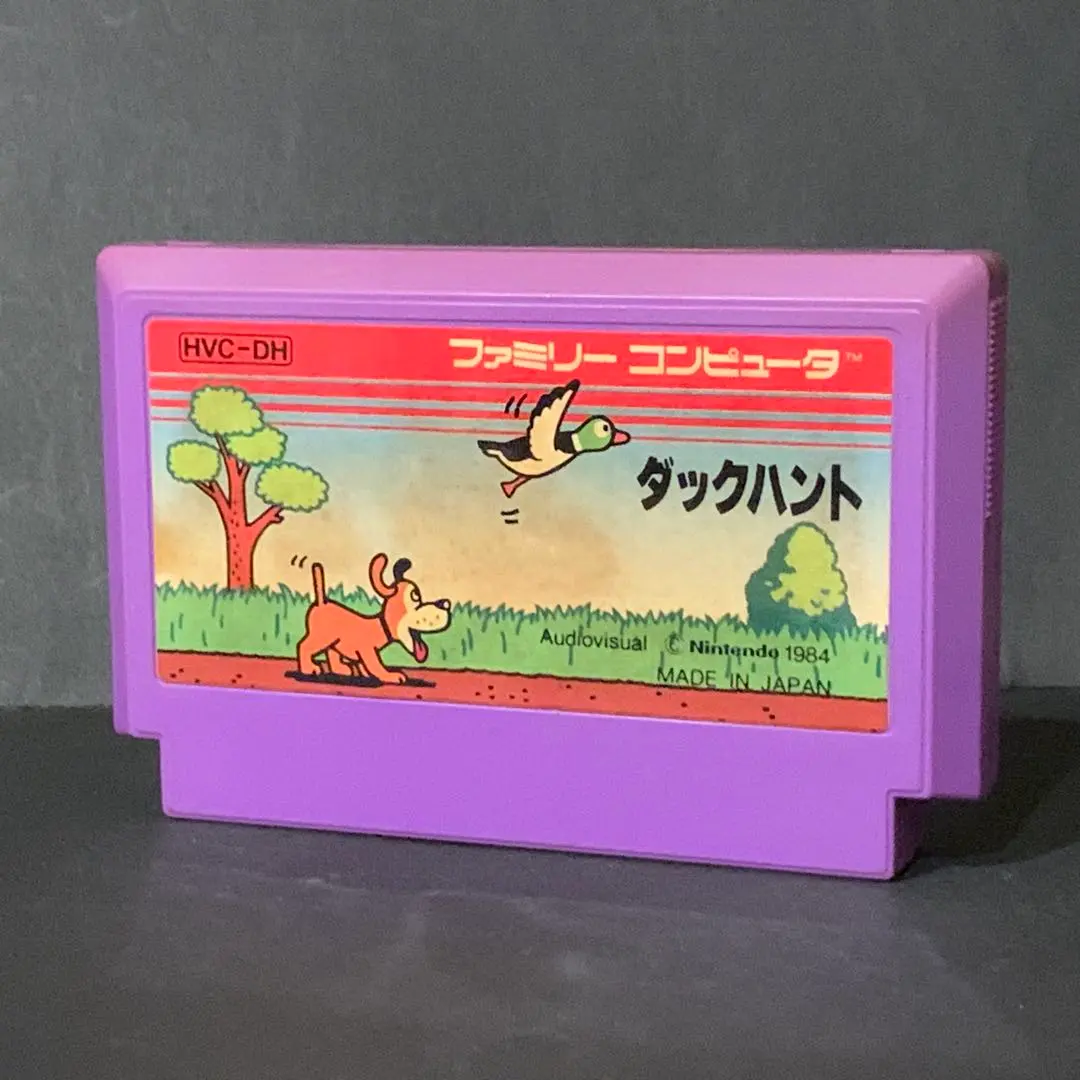 HVC-DH
ファミリー コンピュータ™
ダックハント
Audiovisual © Nintendo 1984
MADE IN JAPAN